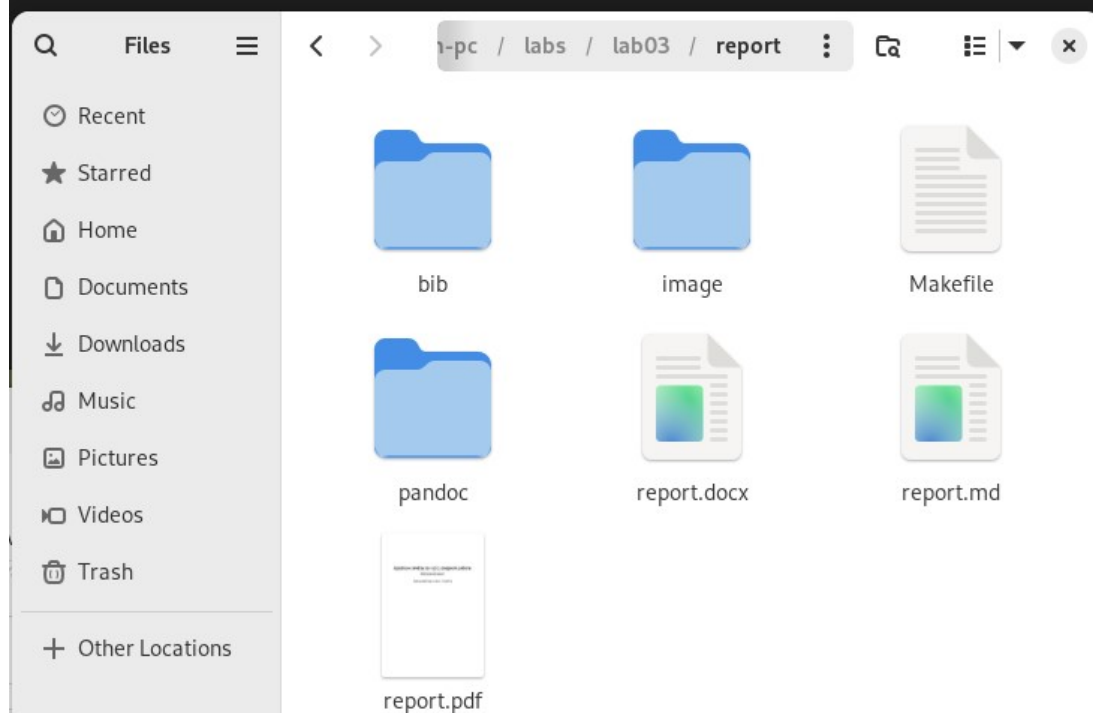 Files
-pc / labs / lab03 / report
Recent
Starred
Home
Documents
Downloads
Music
Pictures
Videos
Trash
Other Locations
bib
image
Makefile
pandoc
report.docx
report.md
report.pdf